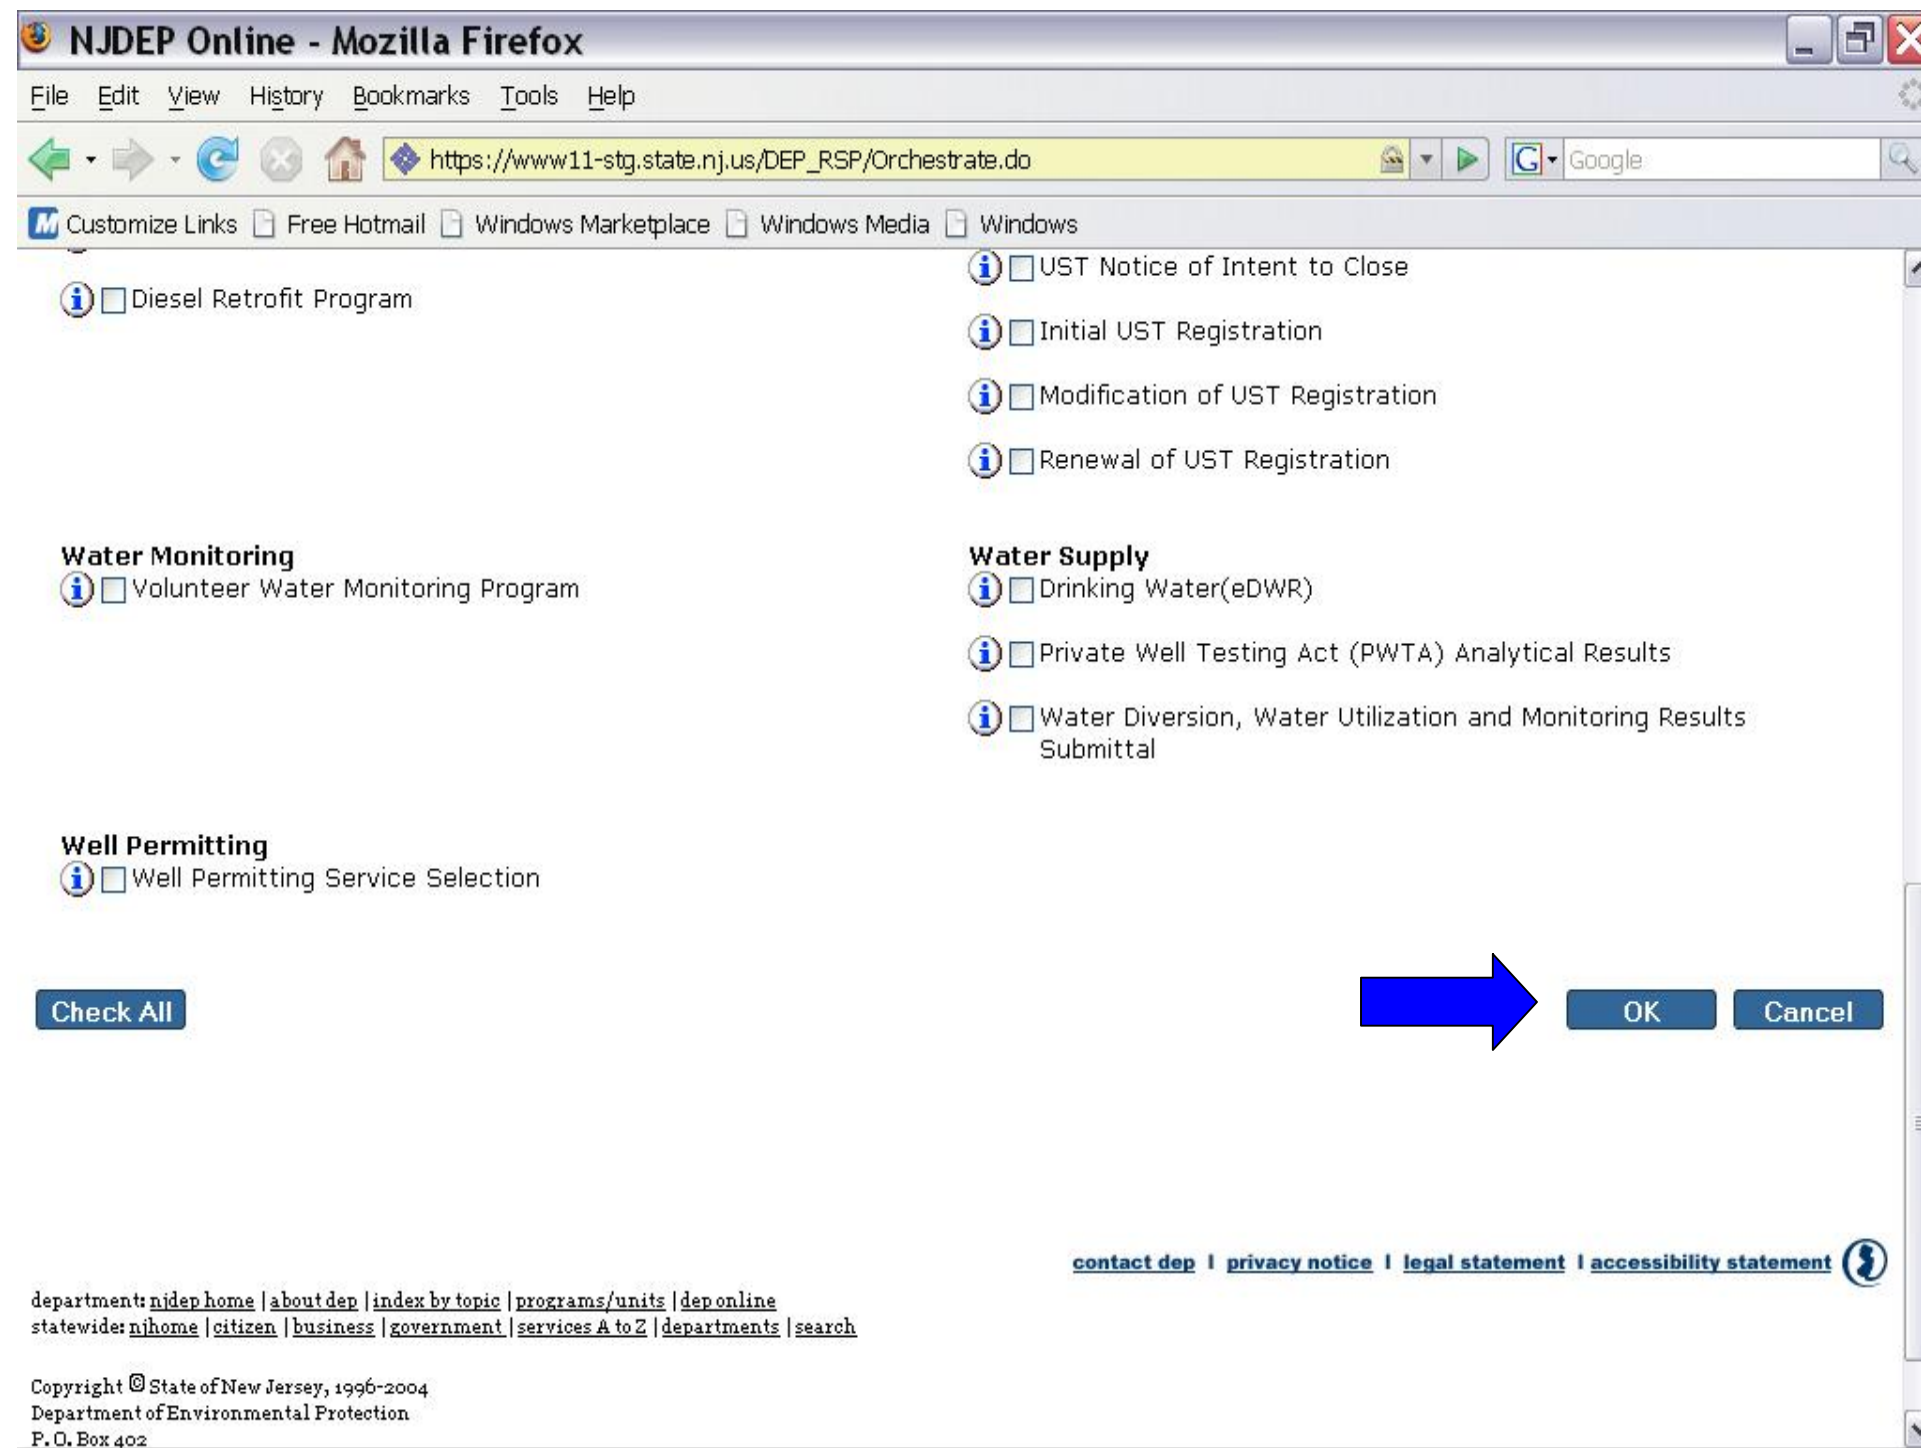 NJDEP Online - Mozilla Firefox
File Edit View History Bookmarks Tools Help
https://www11-stg.state.nj.us/DEP_RSP/Orchestrate.do
G Google
M Customize Links Free Hotmail Windows Marketplace Windows Media Windows
UST Notice of Intent to Close
Diesel Retrofit Program
Initial UST Registration
Modification of UST Registration
Renewal of UST Registration
Water Monitoring
Volunteer Water Monitoring Program
Water Supply
Drinking Water(eDWR)
Private Well Testing Act (PWTA) Analytical Results
Water Diversion, Water Utilization and Monitoring Results
Submittal
Well Permitting
Well Permitting Service Selection
Check All
OK
Cancel
contact dep | privacy notice | legal statement | accessibility statement
department: njdep home | about dep | index by topic | programs/units | dep online
statewide: njhome | citizen | business | government | services A to Z | departments | search
Copyright © State of New Jersey, 1996-2004
Department of Environmental Protection
P. O. Box 402